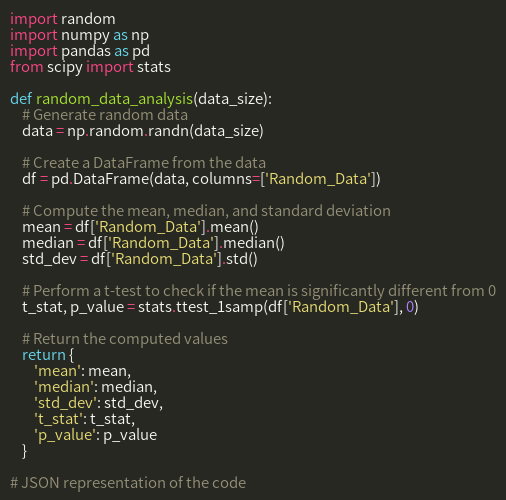 import random
import numpy as np
import pandas as pd
from scipy import stats

def random_data_analysis(data_size):
    # Generate random data
    data = np.random.randn(data_size)

    # Create a DataFrame from the data
    df = pd.DataFrame(data, columns=['Random_Data'])

    # Compute the mean, median, and standard deviation
    mean = df['Random_Data'].mean()
    median = df['Random_Data'].median()
    std_dev = df['Random_Data'].std()

    # Perform a t-test to check if the mean is significantly different from 0
    t_stat, p_value = stats.ttest_1samp(df['Random_Data'], 0)

    # Return the computed values
    return {
        'mean': mean,
        'median': median,
        'std_dev': std_dev,
        't_stat': t_stat,
        'p_value': p_value
    }

# JSON representation of the code